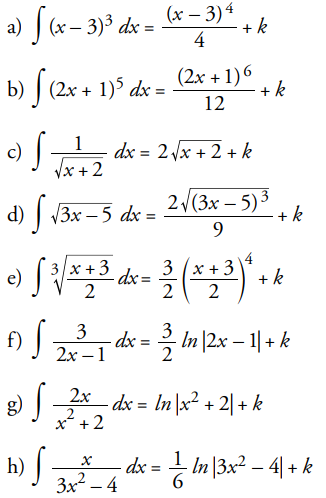 a) ∫ (x – 3)³ dx = (x – 3)⁴ / 4 + k
b) ∫ (2x + 1)⁵ dx = (2x + 1)⁶ / 12 + k
c) ∫ 1 / √(x + 2) dx = 2√(x + 2) + k
d) ∫ √(3x – 5) dx = 2√((3x – 5)³) / 9 + k
e) ∫ ∛((x + 3) / 2) dx = 3/2 ((x + 3) / 2)⁴ + k
f) ∫ 3 / (2x – 1) dx = 3/2 ln |2x – 1| + k
g) ∫ 2x / (x² + 2) dx = ln |x² + 2| + k
h) ∫ x / (3x² – 4) dx = 1/6 ln |3x² – 4| + k